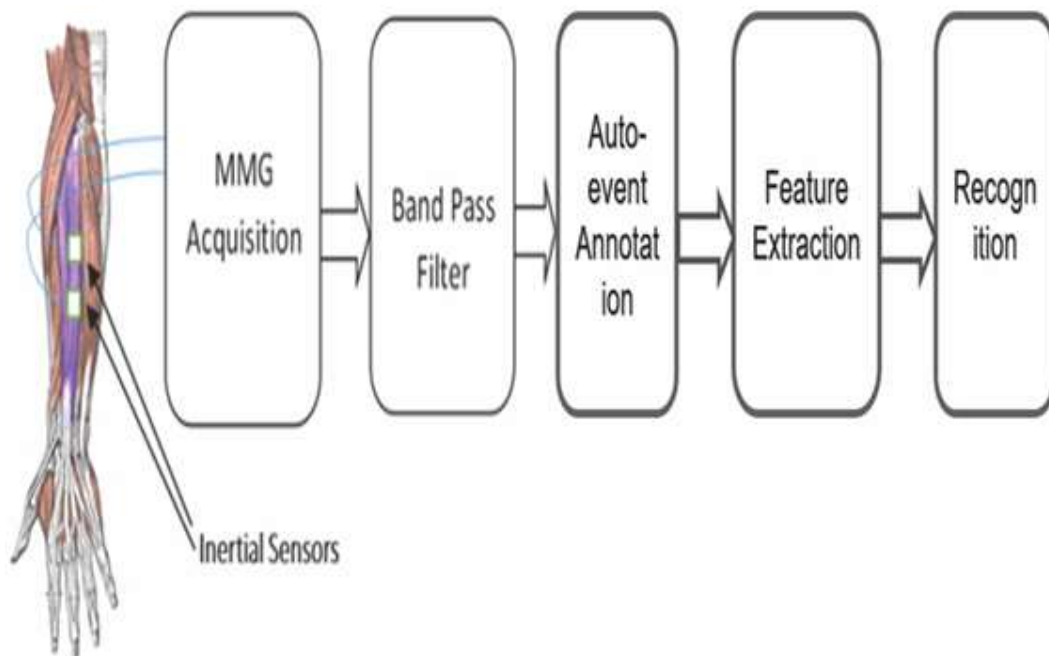 MMG
Acquisition
Band Pass
Filter
Auto-
event
Annotat
ion
Feature
Extraction
Recogn
ition
Inertial Sensors